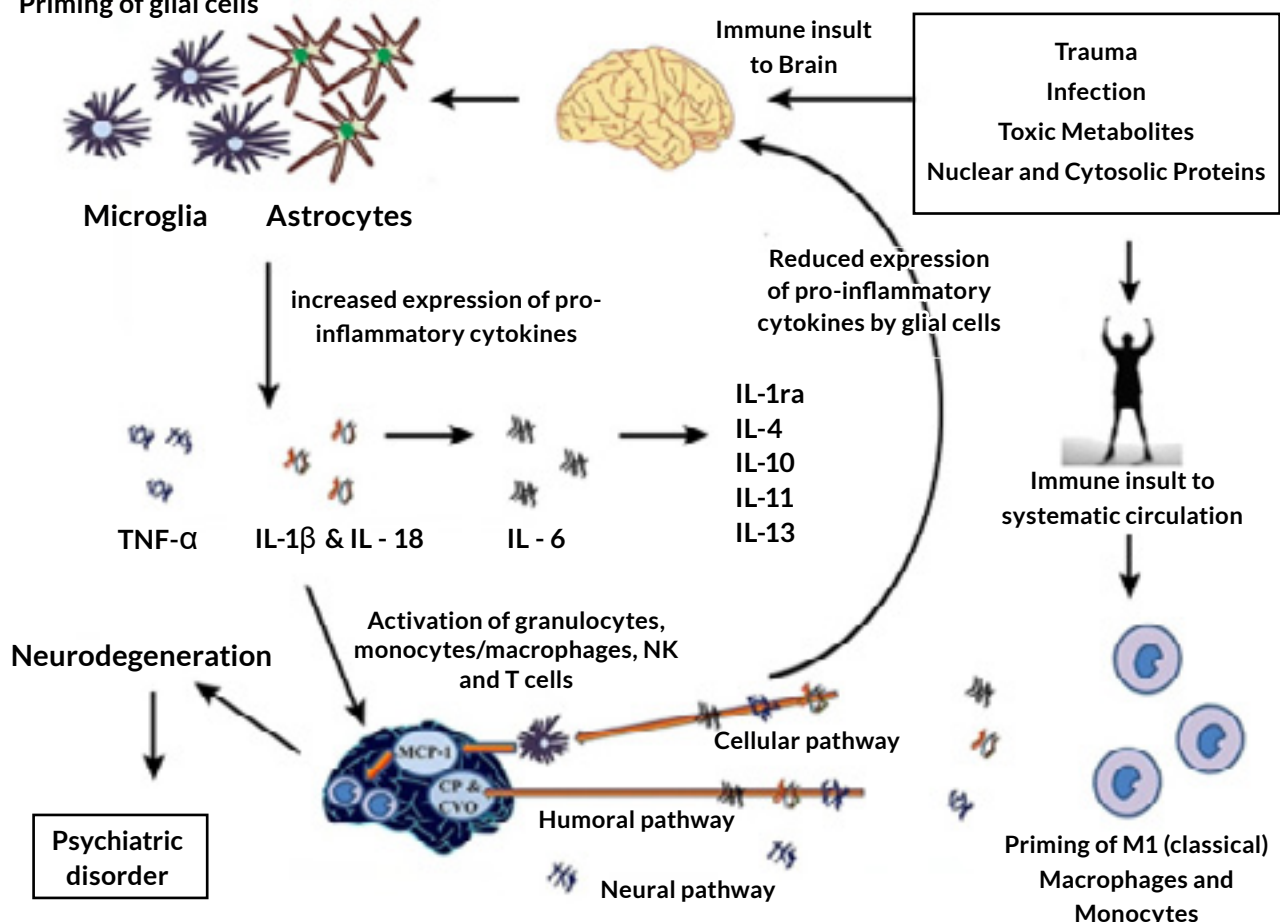 Priming of glial cells
Immune insult
to Brain
Trauma
Infection
Toxic Metabolites
Nuclear and Cytosolic Proteins
Microglia
Astrocytes
increased expression of pro-
inflammatory cytokines
Reduced expression
of pro-inflammatory
cytokines by glial cells
IL-1ra
IL-4
IL-10
IL-11
IL-13
TNF-α
IL-1β & IL - 18
IL - 6
Immune insult to
systematic circulation
Activation of granulocytes,
monocytes/macrophages, NK
and T cells
Neurodegeneration
MCP-1
CP &
CYO
Cellular pathway
Humoral pathway
Neural pathway
Psychiatric
disorder
Priming of M1 (classical)
Macrophages and
Monocytes